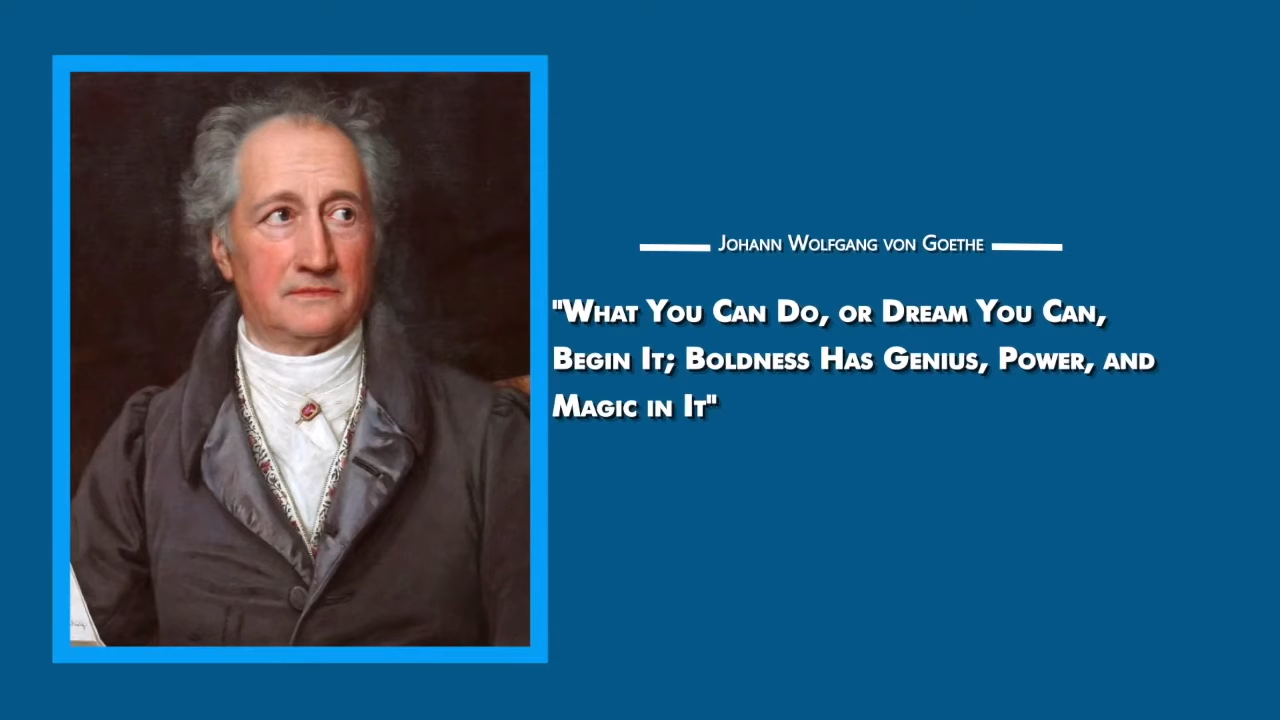 Johann Wolfgang von Goethe
"What You Can Do, or Dream You Can,
Begin It; Boldness Has Genius, Power, and
Magic in It"